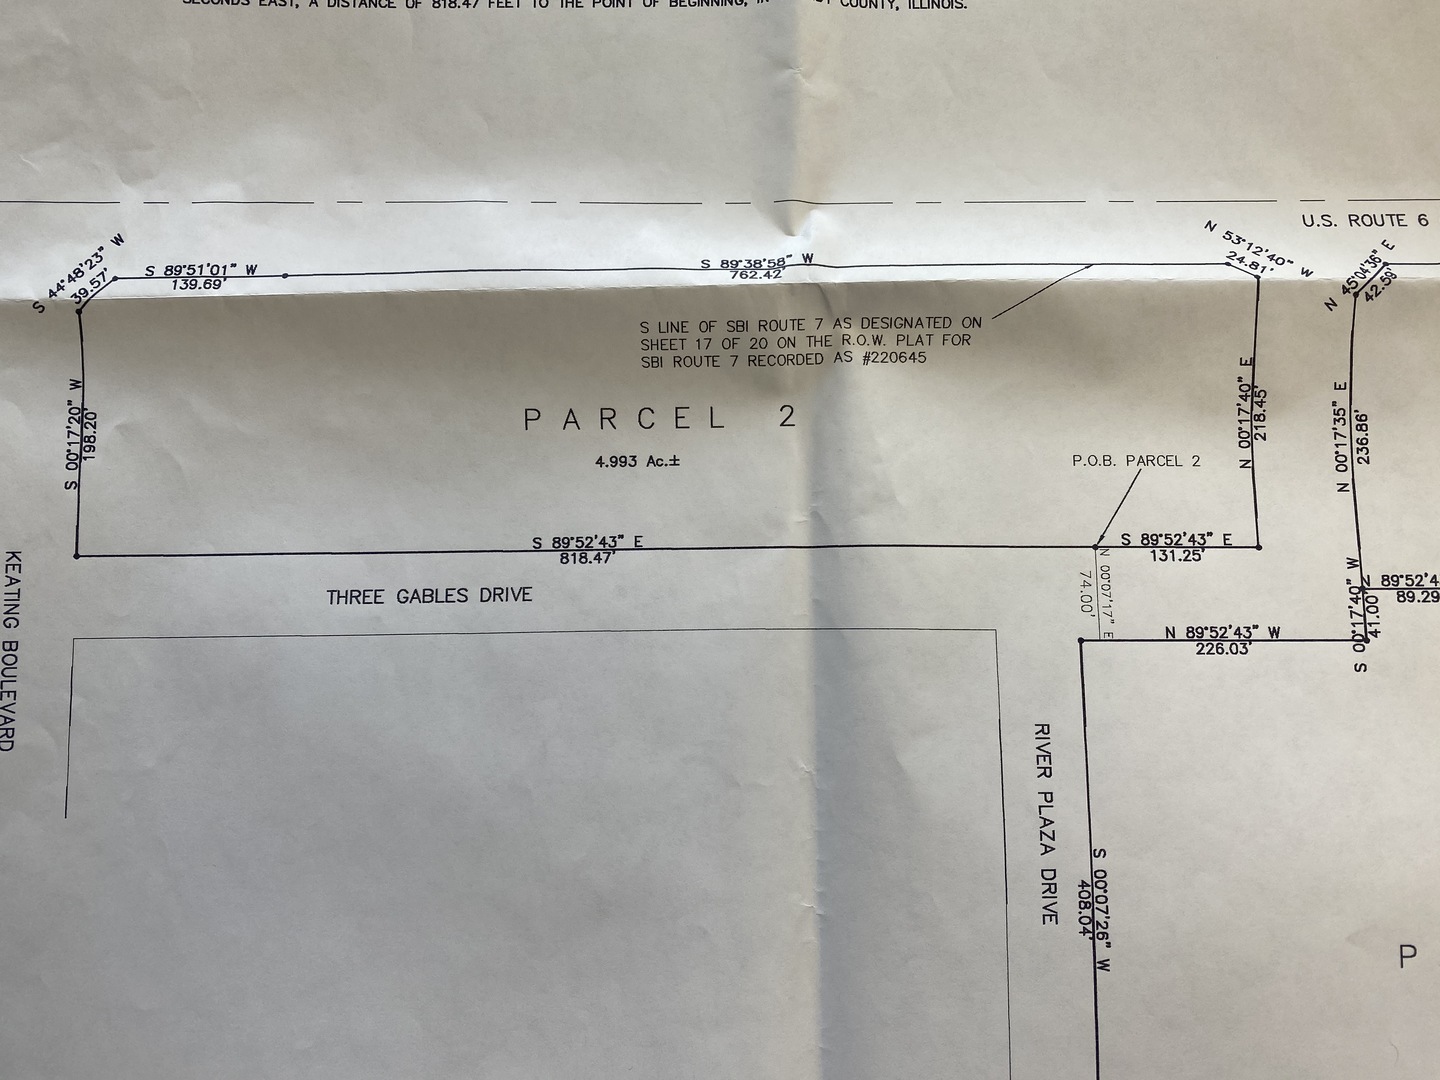 SECONDS EAST, A DISTANCE OF 818.47 FEET TO THE POINT OF BEGINNING, IN COUNTY, ILLINOIS.
U.S. ROUTE 6
S 44°48'23" W
39.57'
S 89°51'01" W
139.69'
S 89°38'58" W
762.42'
N 53°12'40" W
24.81'
N 45°04'36" E
42.59'
S LINE OF SBI ROUTE 7 AS DESIGNATED ON
SHEET 17 OF 20 ON THE R.O.W. PLAT FOR
SBI ROUTE 7 RECORDED AS #220645
S 00°17'20" W
198.20'
PARCEL 2
4.993 Ac.±
P.O.B. PARCEL 2
N 00°17'40" E
218.45'
N 00°17'35" E
236.86'
S 89°52'43" E
818.47'
S 89°52'43" E
131.25'
N 00°07'17" E
74.00'
THREE GABLES DRIVE
KEATING BOULEVARD
N 89°52'43" W
226.03'
S 00°17'40" W
41.00'
89°52'4
89.29
RIVER PLAZA DRIVE
S 00°07'26" W
408.04'
P